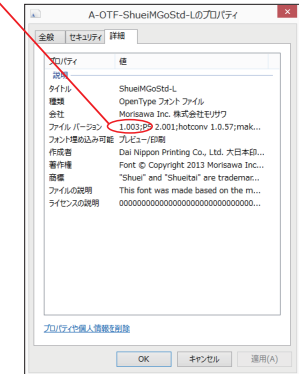 A-OTF-ShueiMGoStd-Lのプロパティ
全般 セキュリティ 詳細
プロパティ 値
説明
タイトル ShueiMGoStd-L
種類 OpenType フォント ファイル
会社 Morisawa Inc. 株式会社モリサワ
ファイル バージョン 1.003;PS 2.001;hotconv 1.0.57;mak...
フォント埋め込み可能 プレビュー/印刷
作成者 Dai Nippon Printing Co., Ltd. 大日本印...
著作権 Font © Copyright 2013 Morisawa Inc...
商標 "Shuei" and "Shueitai" are trademar...
ファイルの説明 This font was made based on the m...
ライセンスの説明 0000000000000000000000000000...
プロパティや個人情報を削除
OK キャンセル 適用(A)